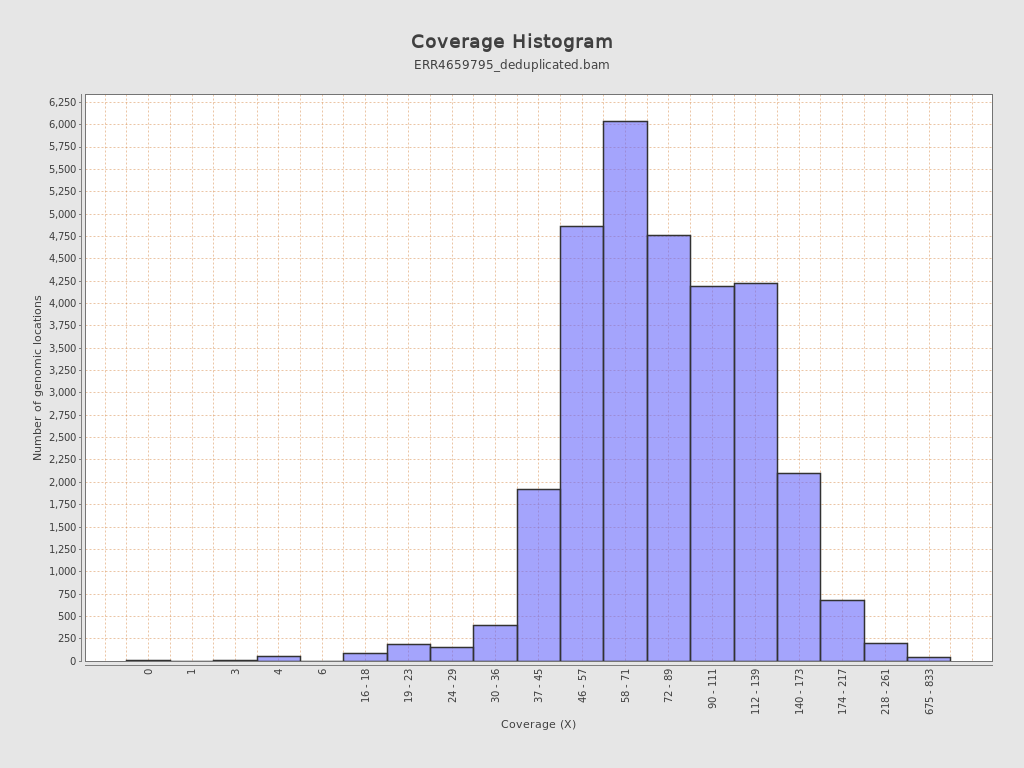 Coverage Histogram
ERR4659795_deduplicated.bam
Number of genomic locations
6,250
6,000
5,750
5,500
5,250
5,000
4,750
4,500
4,250
4,000
3,750
3,500
3,250
3,000
2,750
2,500
2,250
2,000
1,750
1,500
1,250
1,000
750
500
250
0
0
1
3
4
6
16 - 18
19 - 23
24 - 29
30 - 36
37 - 45
46 - 57
58 - 71
72 - 89
90 - 111
112 - 139
140 - 173
174 - 217
218 - 261
675 - 833
Coverage (X)